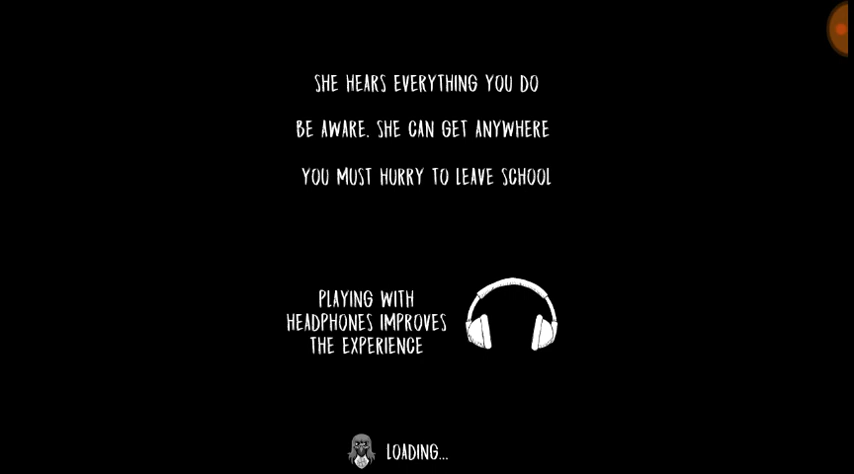 SHE HEARS EVERYTHING YOU DO
BE AWARE. SHE CAN GET ANYWHERE
YOU MUST HURRY TO LEAVE SCHOOL
PLAYING WITH
HEADPHONES IMPROVES
THE EXPERIENCE
LOADING...